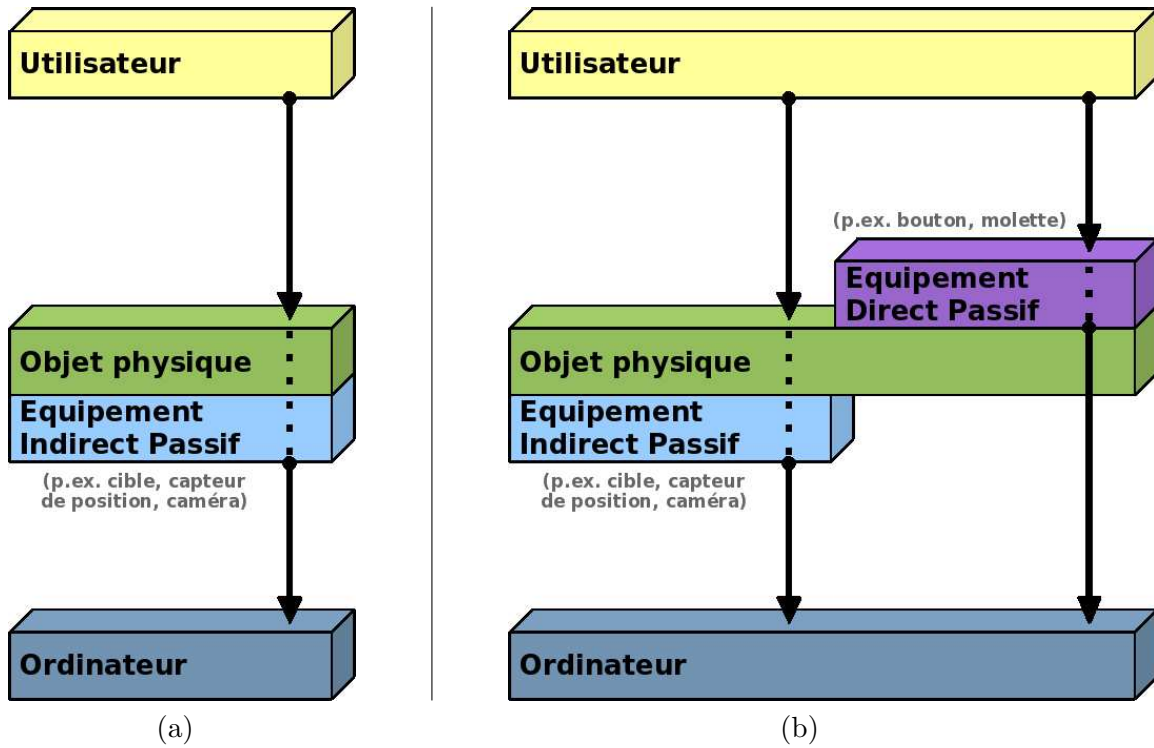 Utilisateur
Objet physique
Equipement
Indirect Passif
(p.ex. cible, capteur
de position, caméra)
Ordinateur
(a)
Utilisateur
(p.ex. bouton, molette)
Equipement
Direct Passif
Objet physique
Equipement
Indirect Passif
(p.ex. cible, capteur
de position, caméra)
Ordinateur
(b)